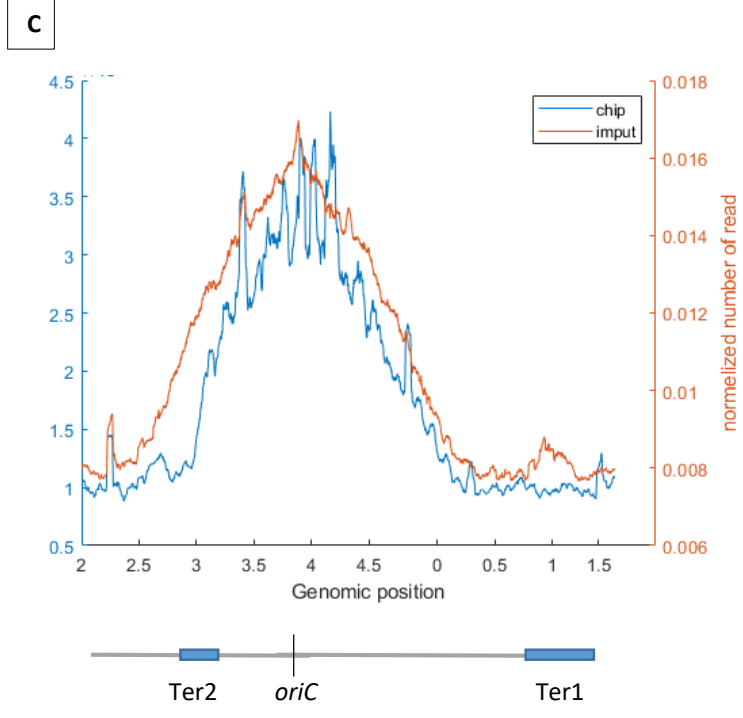 C
4.5
4
3.5
3
2.5
2
1.5
1
0.5
0.018
0.016
0.014
0.012
0.01
0.008
0.006
normelized number of read
chip
imput
2 2.5 3 3.5 4 4.5 0 0.5 1 1.5
Genomic position
Ter2 oriC Ter1